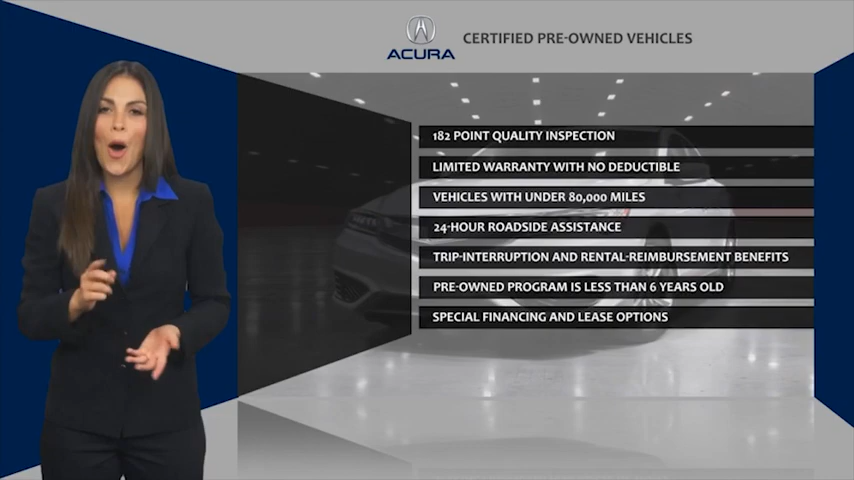 ACURA
CERTIFIED PRE-OWNED VEHICLES
182 POINT QUALITY INSPECTION
LIMITED WARRANTY WITH NO DEDUCTIBLE
VEHICLES WITH UNDER 80,000 MILES
24-HOUR ROADSIDE ASSISTANCE
TRIP-INTERRUPTION AND RENTAL-REIMBURSEMENT BENEFITS
PRE-OWNED PROGRAM IS LESS THAN 6 YEARS OLD
SPECIAL FINANCING AND LEASE OPTIONS